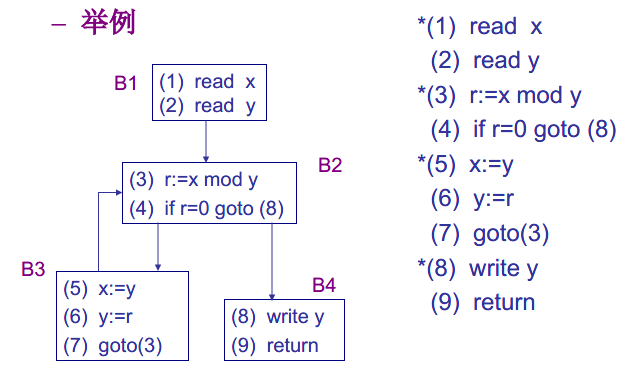 – 举例
B1
(1) read x
(2) read y
B2
(3) r:=x mod y
(4) if r=0 goto (8)
B3
(5) x:=y
(6) y:=r
(7) goto(3)
B4
(8) write y
(9) return
*(1) read x
(2) read y
*(3) r:=x mod y
(4) if r=0 goto (8)
*(5) x:=y
(6) y:=r
(7) goto(3)
*(8) write y
(9) return